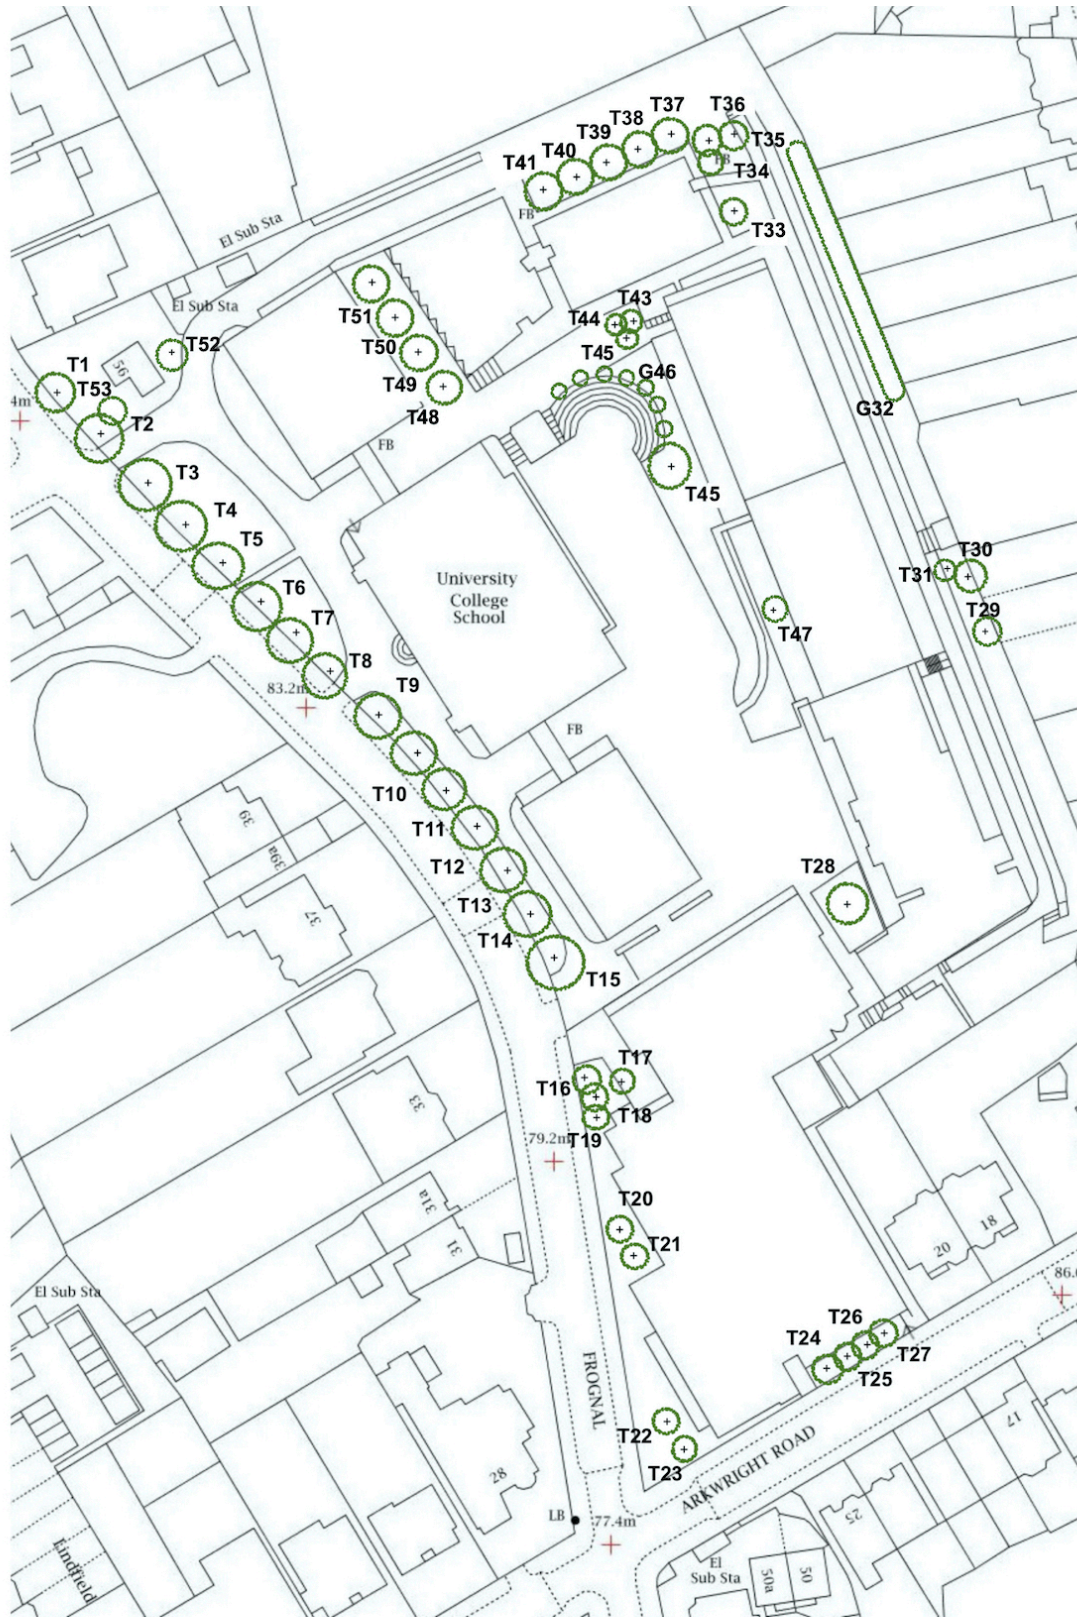 T37
T36
T38
T39
T35
T40
T41
FB
T34
FB
T33
El Sub Sta
El Sub Sta
T43
T51
T44
T52
T50
T45
T1
56
G46
T53
T49
4m
T48
G32
T2
FB
T3
T45
T4
T5
T30
University
College
School
T31
T6
T29
T7
T47
T8
83.2m
T9
FB
T10
39
T11
39a
T12
T28
T13
37
T14
T15
T17
T16
33
T18
T19
79.2m
31a
T20
18
T21
31
20
86.
El Sub Sta
T26
T24
T27
T25
FROGNAL
17
T22
28
T23
ARKWRIGHT ROAD
25
LB
77.4m
Lindfield
El
Sub Sta
50a
50